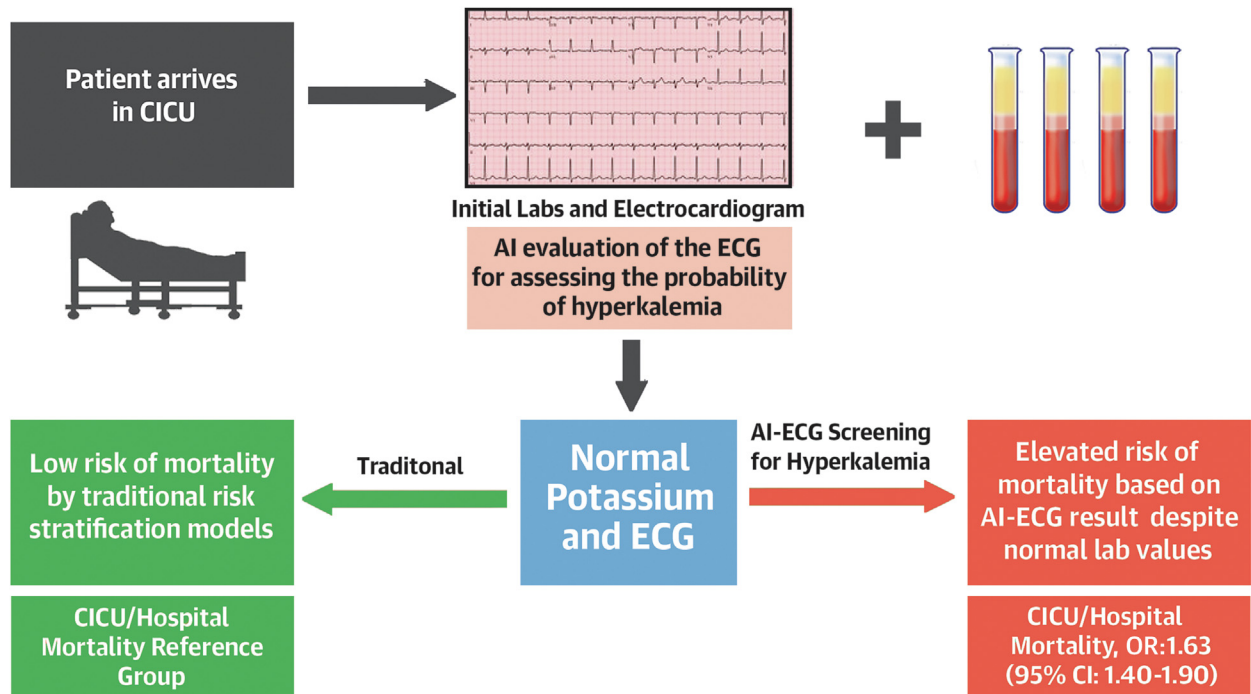 Patient arrives
in CICU
Initial Labs and Electrocardiogram
AI evaluation of the ECG
for assessing the probability
of hyperkalemia
Low risk of mortality
by traditional risk
stratification models
Traditonal
Normal
Potassium
and ECG
AI-ECG Screening
for Hyperkalemia
Elevated risk of
mortality based on
AI-ECG result despite
normal lab values
CICU/Hospital
Mortality Reference
Group
CICU/Hospital
Mortality, OR:1.63
(95% CI: 1.40-1.90)